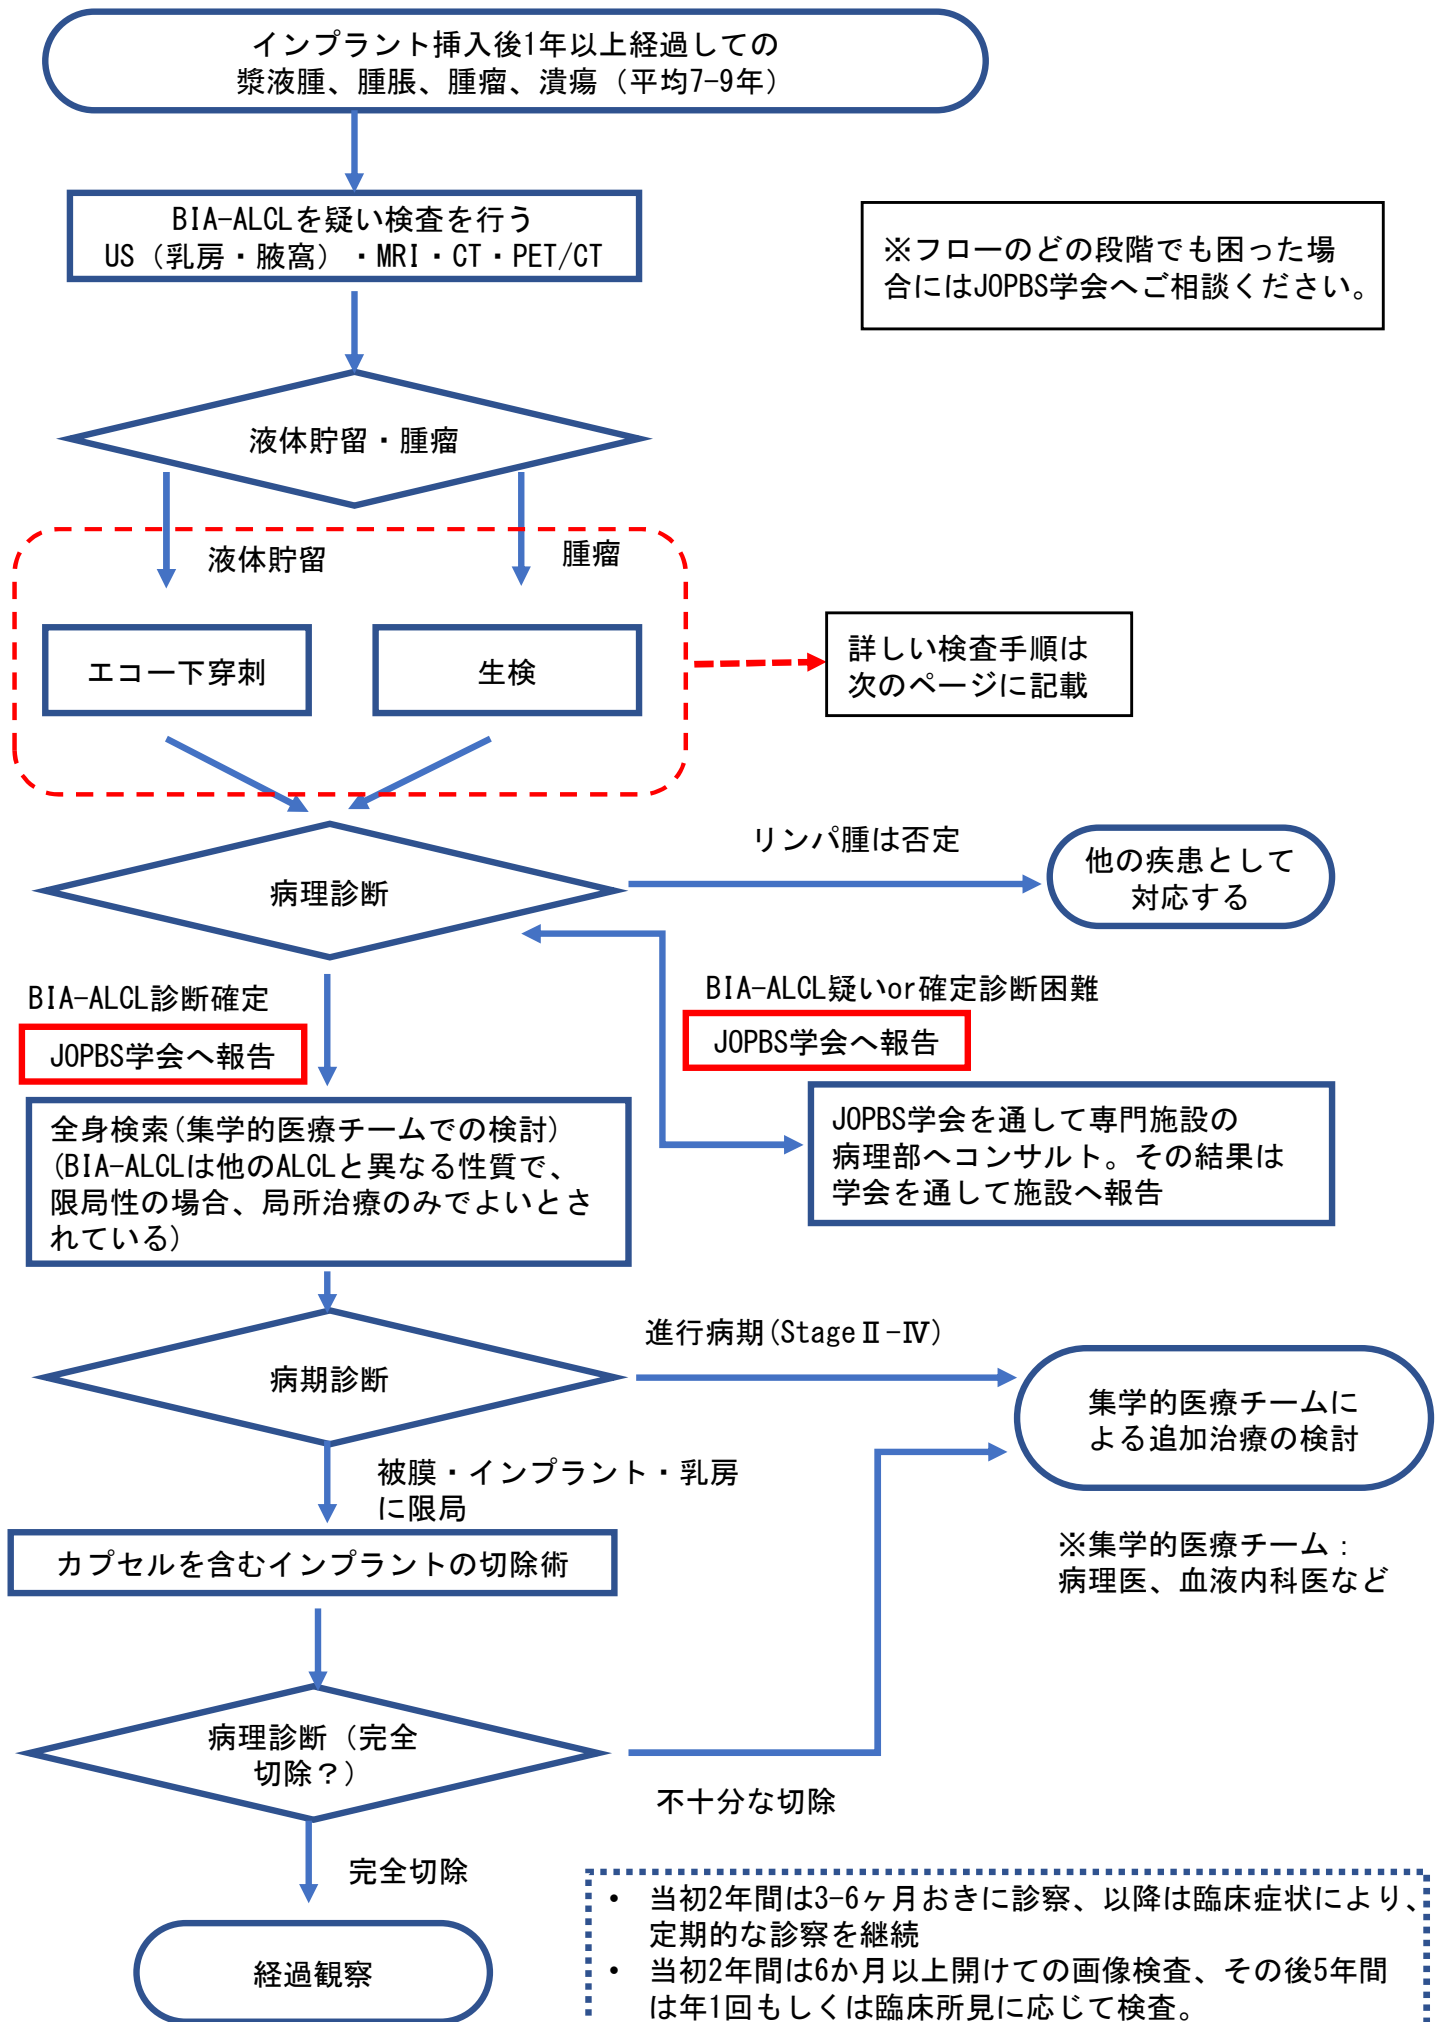 インプラント挿入後1年以上経過しての
漿液腫、腫脹、腫瘤、潰瘍（平均7-9年）
BIA-ALCLを疑い検査を行う
US（乳房・腋窩）・MRI・CT・PET/CT
※フローのどの段階でも困った場
合にはJOPBS学会へご相談ください。
液体貯留・腫瘤
液体貯留
腫瘤
エコー下穿刺
生検
詳しい検査手順は
次のページに記載
病理診断
リンパ腫は否定
他の疾患として
対応する
BIA-ALCL診断確定
JOPBS学会へ報告
BIA-ALCL疑いor確定診断困難
JOPBS学会へ報告
全身検索(集学的医療チームでの検討)
(BIA-ALCLは他のALCLと異なる性質で、
限局性の場合、局所治療のみでよいとさ
れている)
JOPBS学会を通して専門施設の
病理部へコンサルト。その結果は
学会を通して施設へ報告
病期診断
進行病期(StageⅡ-Ⅳ)
集学的医療チームに
よる追加治療の検討
被膜・インプラント・乳房
に限局
※集学的医療チーム：
病理医、血液内科医など
カプセルを含むインプラントの切除術
病理診断（完全
切除？）
不十分な切除
完全切除
経過観察
• 当初2年間は3-6ヶ月おきに診察、以降は臨床症状により、
定期的な診察を継続
• 当初2年間は6か月以上開けての画像検査、その後5年間
は年1回もしくは臨床所見に応じて検査。